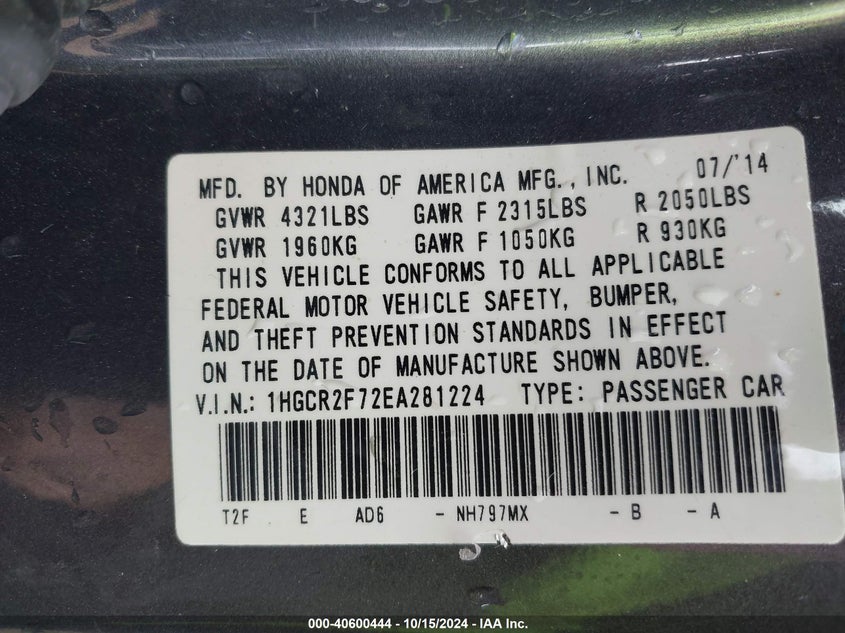 MFD. BY HONDA OF AMERICA MFG., INC. 07/'14
GVWR 4321LBS GAWR F 2315LBS R 2050LBS
GVWR 1960KG GAWR F 1050KG R 930KG
THIS VEHICLE CONFORMS TO ALL APPLICABLE
FEDERAL MOTOR VEHICLE SAFETY, BUMPER,
AND THEFT PREVENTION STANDARDS IN EFFECT
ON THE DATE OF MANUFACTURE SHOWN ABOVE.
V.I.N.: 1HGCR2F72EA281224 TYPE: PASSENGER CAR
T2F E AD6 - NH797MX - B - A
000-40600444 - 10/15/2024 - IAA Inc.